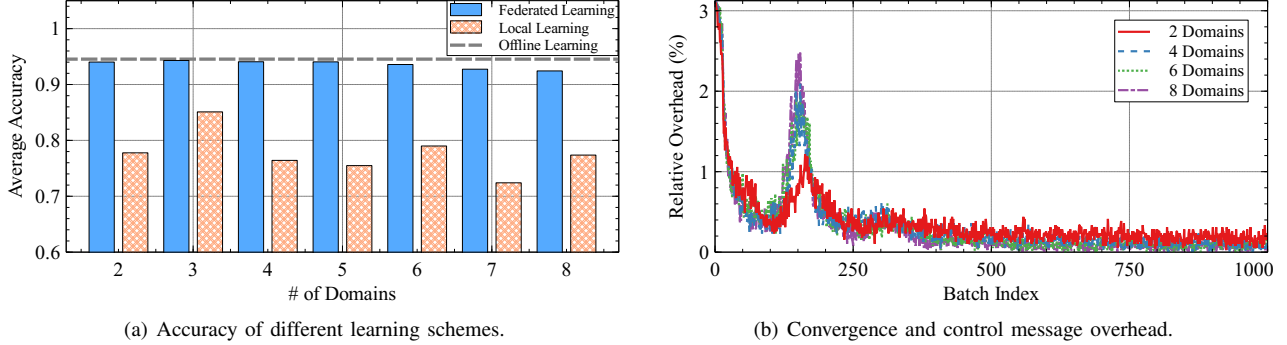 1
0.9
0.8
0.7
0.6
Average Accuracy
2 3 4 5 6 7 8
# of Domains
Federated Learning
Local Learning
Offline Learning
(a) Accuracy of different learning schemes.
3
2
1
0
Relative Overhead (%)
0 250 500 750 1000
Batch Index
2 Domains
4 Domains
6 Domains
8 Domains
(b) Convergence and control message overhead.